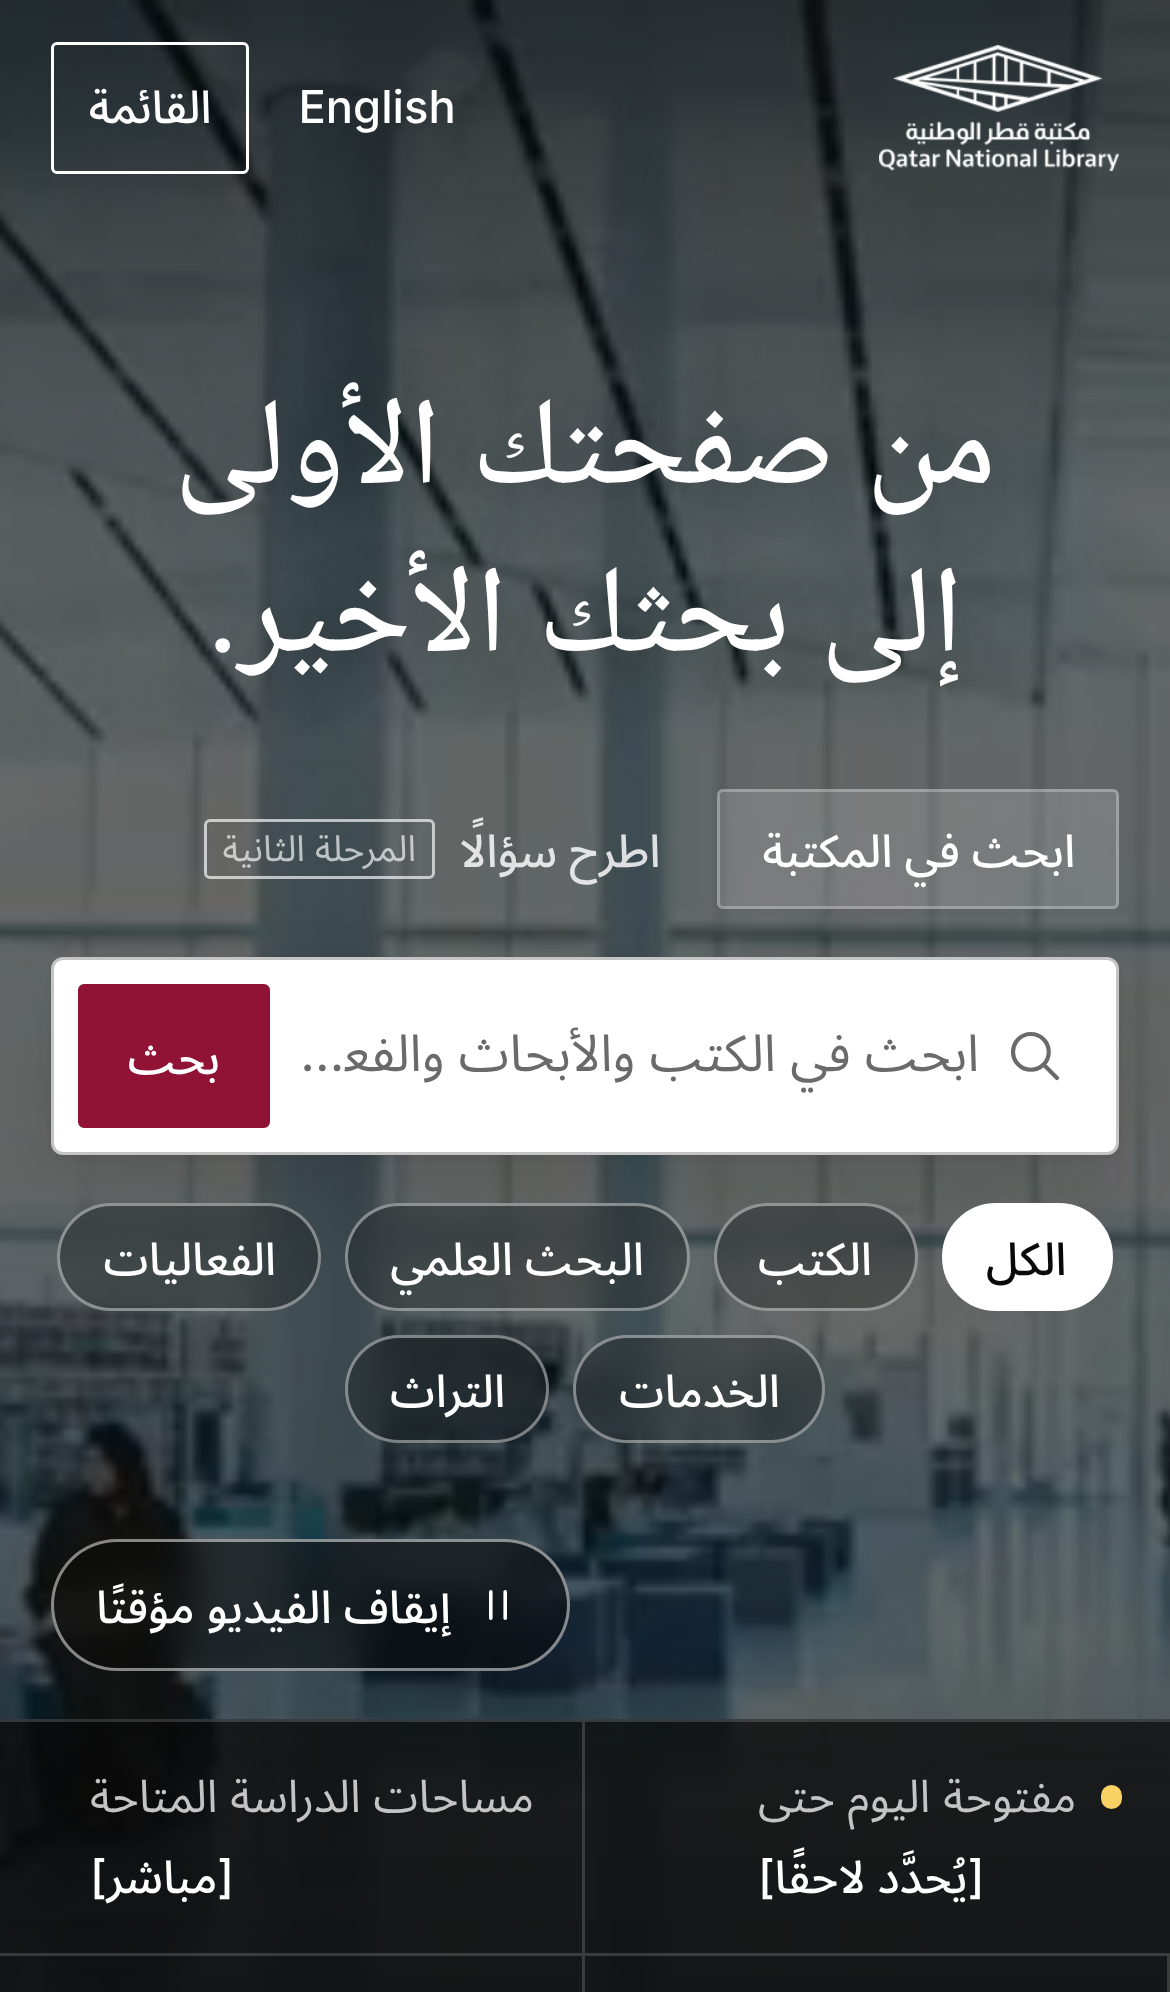 مكتبة قطر الوطنية
Qatar National Library
English
القائمة
من صفحتك الأولى
إلى بحثك الأخير.
ابحث في المكتبة
اطرح سؤالًا
المرحلة الثانية
ابحث في الكتب والأبحاث والفع...
بحث
الكل
الكتب
البحث العلمي
الفعاليات
الخدمات
التراث
إيقاف الفيديو مؤقتًا
مفتوحة اليوم حتى
[يُحدَّد لاحقًا]
مساحات الدراسة المتاحة
[مباشر]